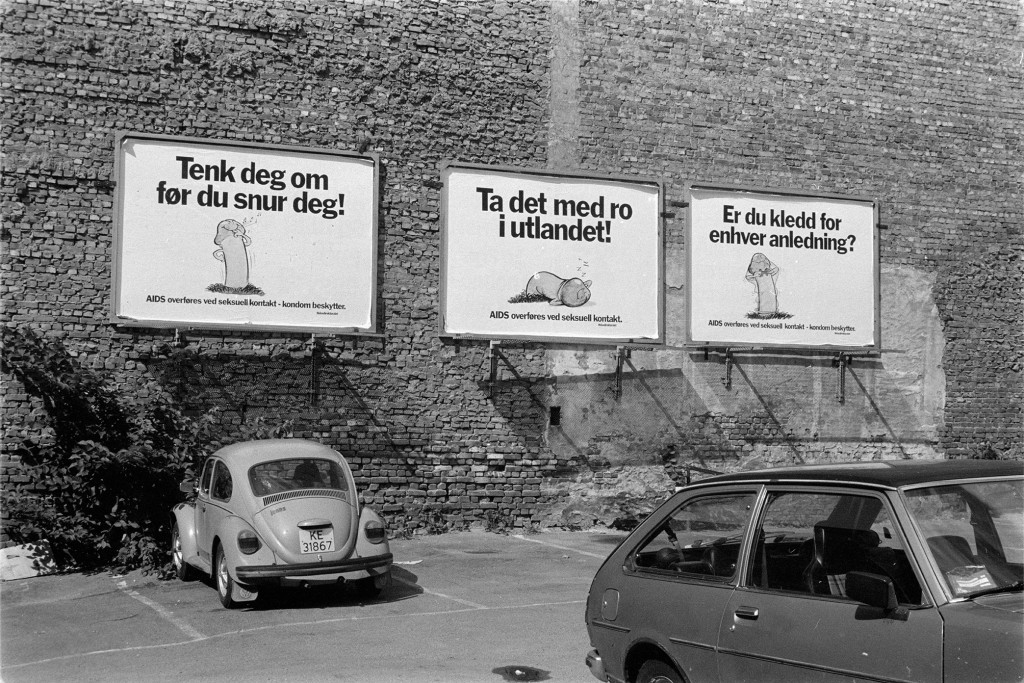 Tenk deg om
før du snur deg!
AIDS overføres ved seksuell kontakt - kondom beskytter.
Ta det med ro
i utlandet!
AIDS overføres ved seksuell kontakt.
Er du kledd for
enhver anledning?
AIDS overføres ved seksuell kontakt - kondom beskytter.
KE
31867